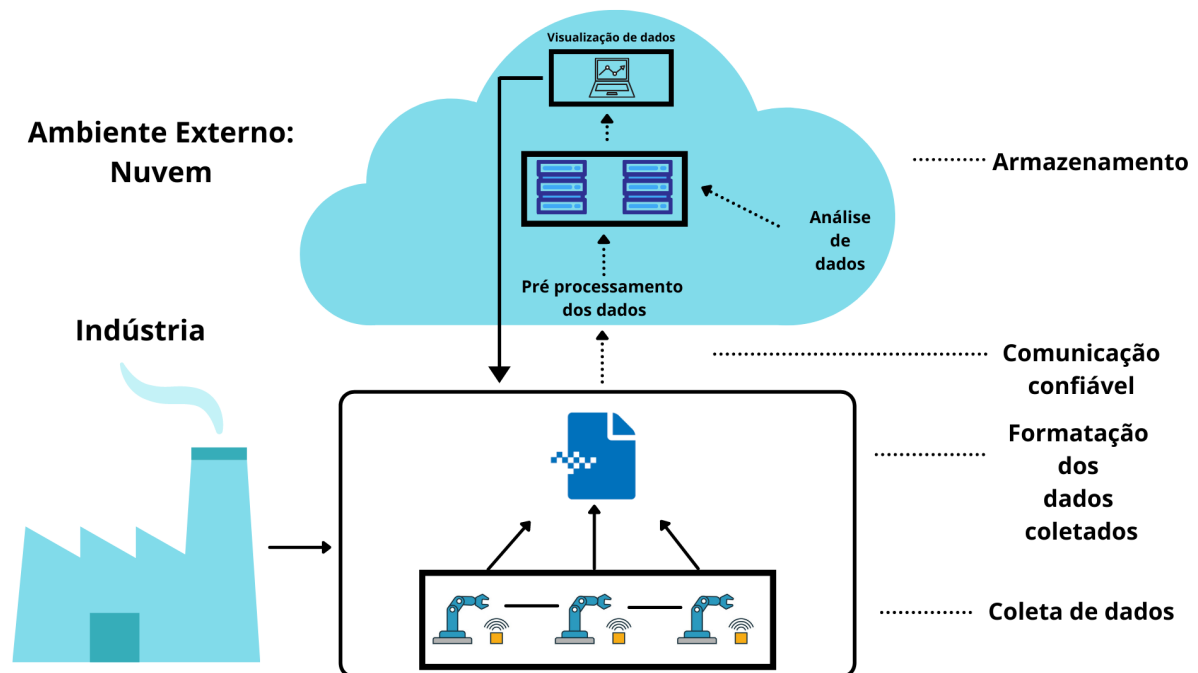 Visualização de dados
Ambiente Externo:
Nuvem
Armazenamento
Análise
de
dados
Pré processamento
dos dados
Indústria
Comunicação
confiável
Formatação
dos
dados
coletados
Coleta de dados